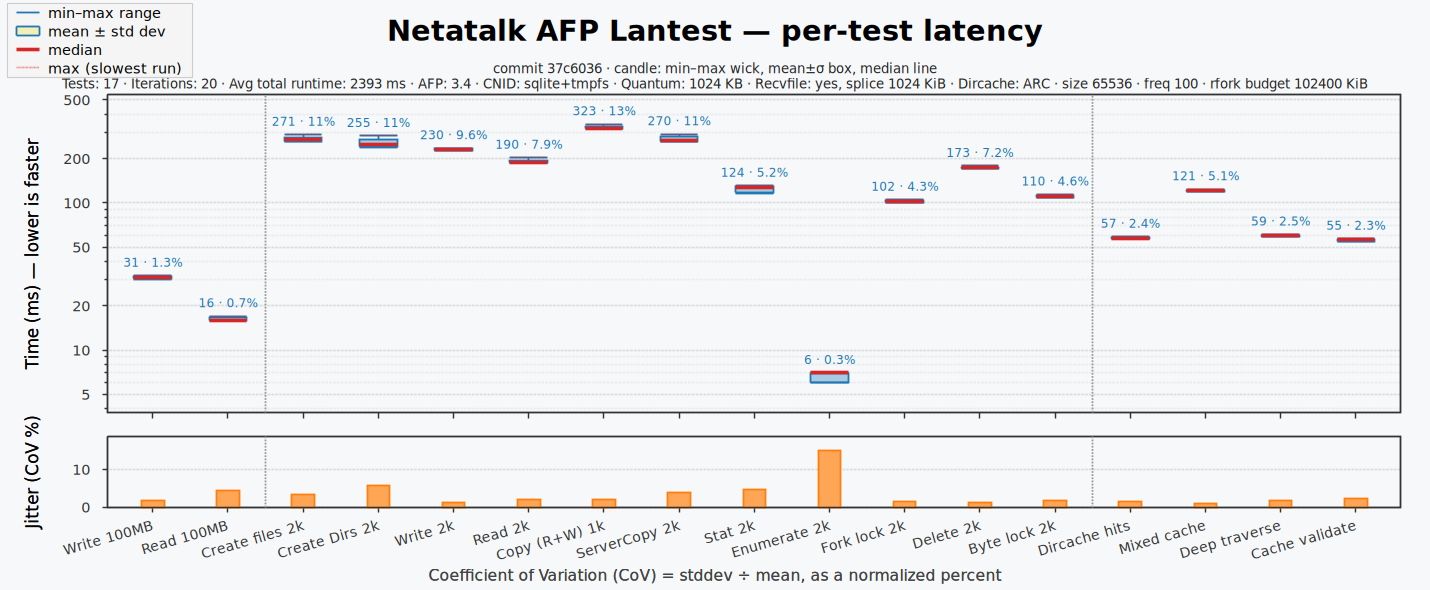 min–max range
mean ± std dev
median
max (slowest run)
Netatalk AFP Lantest — per-test latency
commit 37c6036 · candle: min–max wick, mean±σ box, median line
Tests: 17 · Iterations: 20 · Avg total runtime: 2393 ms · AFP: 3.4 · CNID: sqlite+tmpfs · Quantum: 1024 KB · Recvfile: yes, splice 1024 KiB · Dircache: ARC · size 65536 · freq 100 · rfork budget 102400 KiB
Time (ms) — lower is faster
500
200
100
50
20
10
5
31 · 1.3%
16 · 0.7%
271 · 11%
255 · 11%
230 · 9.6%
190 · 7.9%
323 · 13%
270 · 11%
124 · 5.2%
6 · 0.3%
102 · 4.3%
173 · 7.2%
110 · 4.6%
57 · 2.4%
121 · 5.1%
59 · 2.5%
55 · 2.3%
Jitter (CoV %)
10
0
Write 100MB
Read 100MB
Create files 2k
Create Dirs 2k
Write 2k
Read 2k
Copy (R+W) 1k
ServerCopy 2k
Stat 2k
Enumerate 2k
Fork lock 2k
Delete 2k
Byte lock 2k
Dircache hits
Mixed cache
Deep traverse
Cache validate
Coefficient of Variation (CoV) = stddev ÷ mean, as a normalized percent